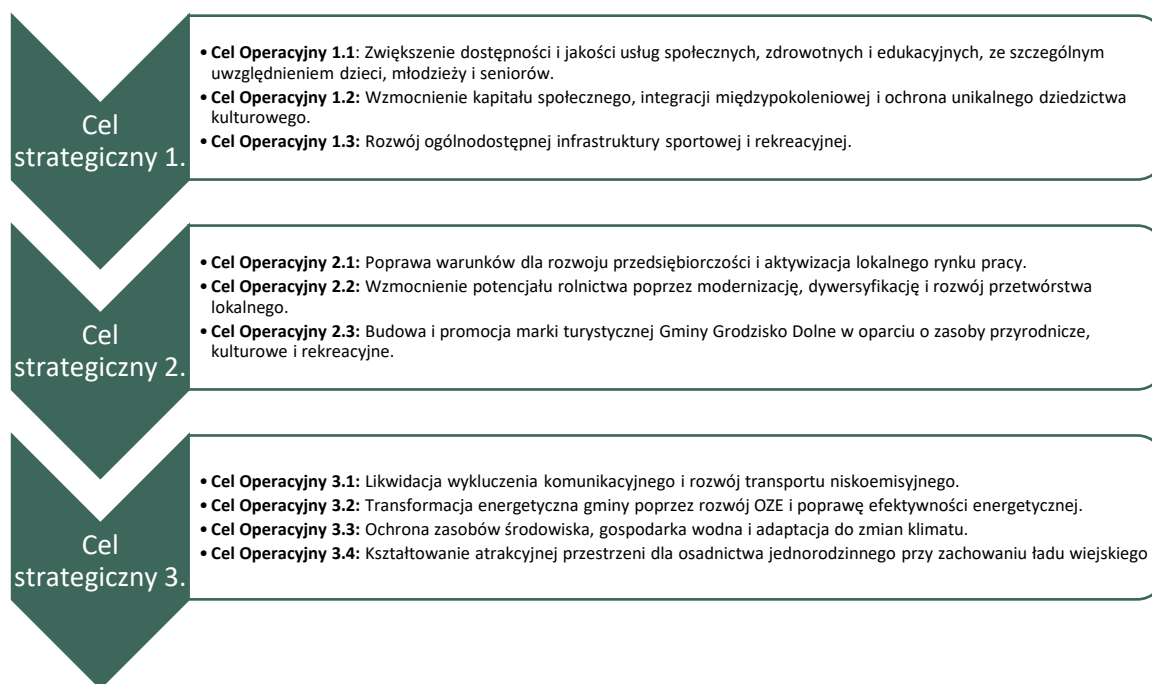 Cel
strategiczny 1.
• Cel Operacyjny 1.1: Zwiększenie dostępności i jakości usług społecznych, zdrowotnych i edukacyjnych, ze szczególnym
uwzględnieniem dzieci, młodzieży i seniorów.
• Cel Operacyjny 1.2: Wzmocnienie kapitału społecznego, integracji międzypokoleniowej i ochrona unikalnego dziedzictwa
kulturowego.
• Cel Operacyjny 1.3: Rozwój ogólnodostępnej infrastruktury sportowej i rekreacyjnej.
Cel
strategiczny 2.
• Cel Operacyjny 2.1: Poprawa warunków dla rozwoju przedsiębiorczości i aktywizacja lokalnego rynku pracy.
• Cel Operacyjny 2.2: Wzmocnienie potencjału rolnictwa poprzez modernizację, dywersyfikację i rozwój przetwórstwa
lokalnego.
• Cel Operacyjny 2.3: Budowa i promocja marki turystycznej Gminy Grodzisko Dolne w oparciu o zasoby przyrodnicze,
kulturowe i rekreacyjne.
Cel
strategiczny 3.
• Cel Operacyjny 3.1: Likwidacja wykluczenia komunikacyjnego i rozwój transportu niskoemisyjnego.
• Cel Operacyjny 3.2: Transformacja energetyczna gminy poprzez rozwój OZE i poprawę efektywności energetycznej.
• Cel Operacyjny 3.3: Ochrona zasobów środowiska, gospodarka wodna i adaptacja do zmian klimatu.
• Cel Operacyjny 3.4: Kształtowanie atrakcyjnej przestrzeni dla osadnictwa jednorodzinnego przy zachowaniu ładu wiejskiego